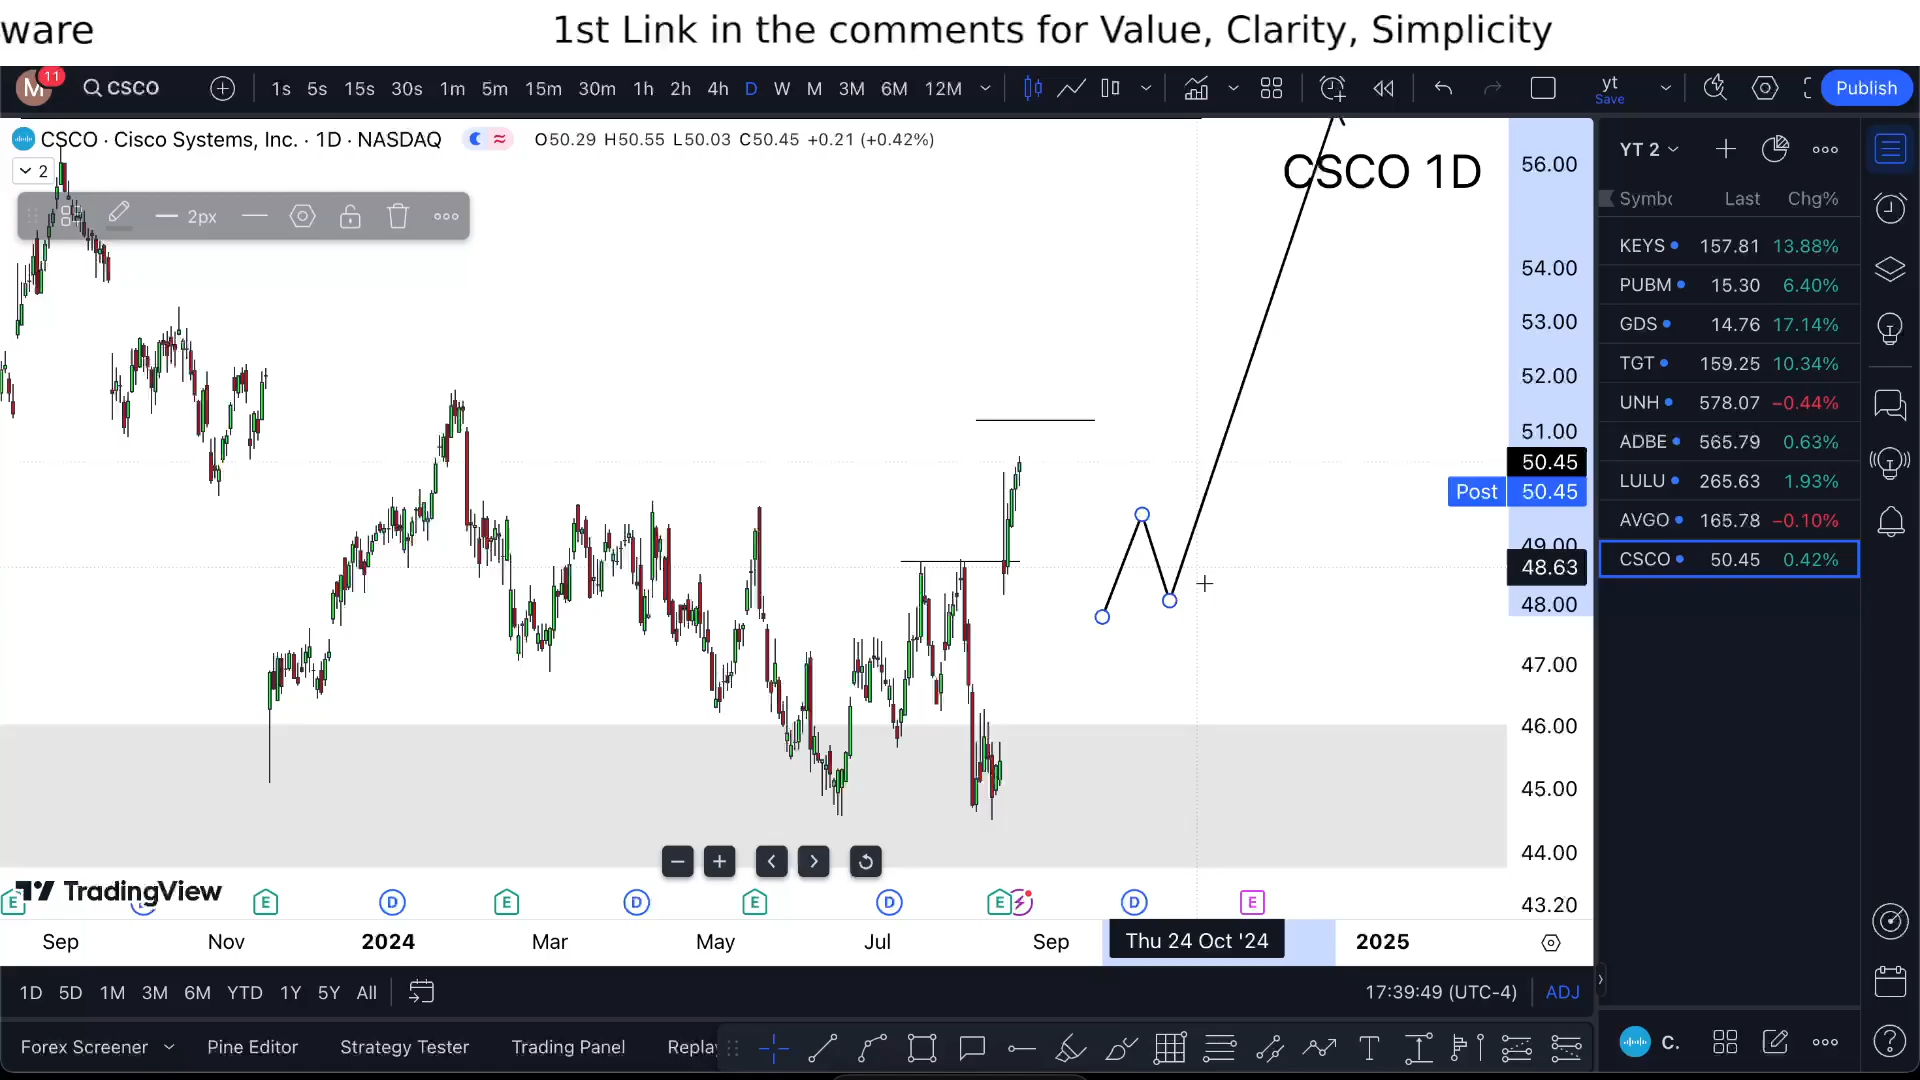 ware 1st Link in the comments for Value, Clarity, Simplicity
M 11 CSCO 1s 5s 15s 30s 1m 5m 15m 30m 1h 2h 4h D W M 3M 6M 12M yt Save Publish
CSCO · Cisco Systems, Inc. · 1D · NASDAQ O50.29 H50.55 L50.03 C50.45 +0.21 (+0.42%)
2
2px
CSCO 1D
56.00
54.00
53.00
52.00
51.00
50.45
Post 50.45
49.00
48.63
48.00
47.00
46.00
45.00
44.00
43.20
YT 2
Symbo Last Chg%
KEYS 157.81 13.88%
PUBM 15.30 6.40%
GDS 14.76 17.14%
TGT 159.25 10.34%
UNH 578.07 −0.44%
ADBE 565.79 0.63%
LULU 265.63 1.93%
AVGO 165.78 −0.10%
CSCO 50.45 0.42%
TradingView
E E D E D E D E D E
Sep Nov 2024 Mar May Jul Sep Thu 24 Oct '24 2025
1D 5D 1M 3M 6M YTD 1Y 5Y All 17:39:49 (UTC-4) ADJ
Forex Screener Pine Editor Strategy Tester Trading Panel Replay T C.